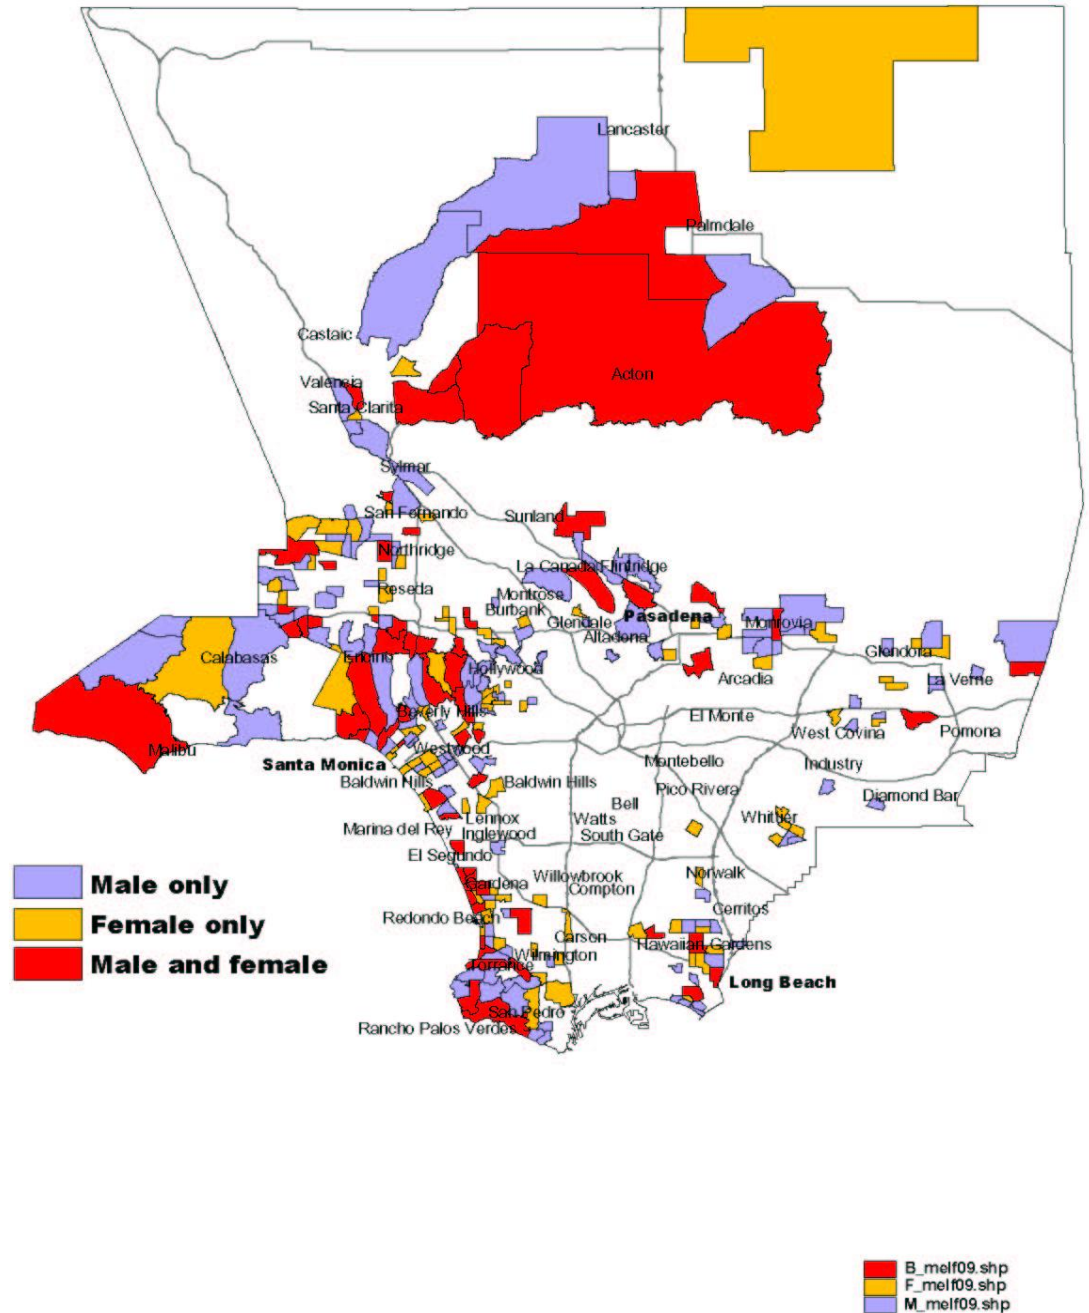 Lancaster
Palmdale
Castaic
Acton
Valencia
Santa Clarita
Sylmar
San Fernando
Sunland
Northridge
La Canada Flintridge
Reseda
Montrose
Burbank
Pasadena
Glendale
Monrovia
Altadena
Calabasas
Encino
Glendora
Hollywood
Arcadia
La Verne
Beverly Hills
El Monte
West Covina
Pomona
Malibu
Westwood
Santa Monica
Montebello
Industry
Baldwin Hills
Baldwin Hills
Pico Rivera
Diamond Bar
Bell
Marina del Rey
Lennox
Watts
Whittier
Inglewood
South Gate
El Segundo
Gardena
Willowbrook
Norwalk
Compton
Male only
Female only
Male and female
Redondo Beach
Cerritos
Carson
Hawaiian Gardens
Wilmington
Torrance
Long Beach
San Pedro
Rancho Palos Verdes
B_melf09.shp
F_melf09.shp
M_melf09.shp